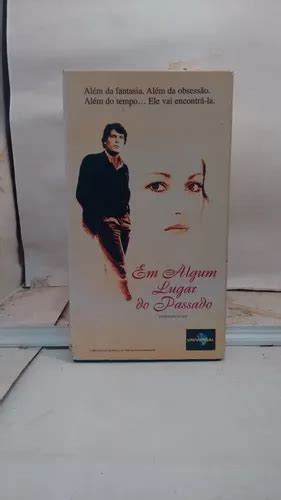 Além da fantasia. Além da obsessão.
Além do tempo... Ele vai encontrá-la.
Em Algum
Lugar
do Passado
UNIVERSAL